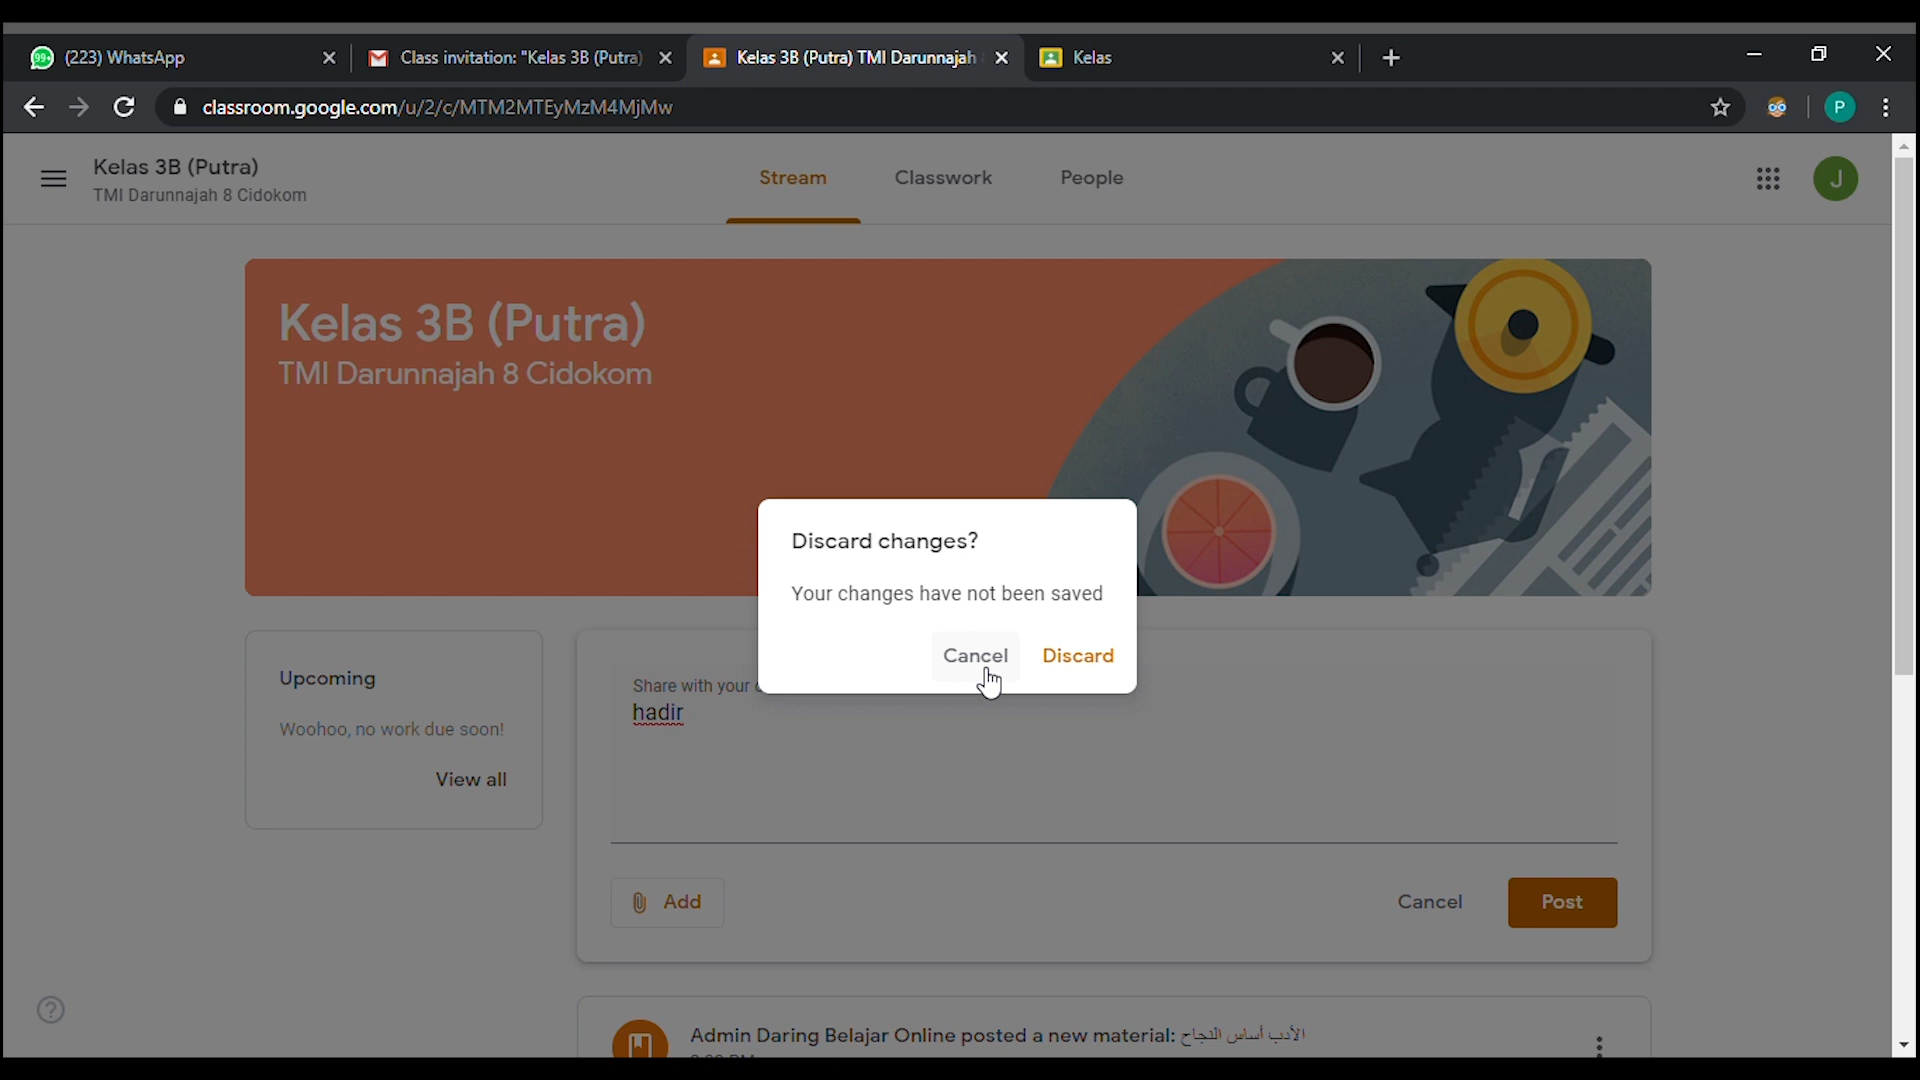 (223) WhatsApp
Class invitation: "Kelas 3B (Putra)
Kelas 3B (Putra) TMI Darunnajah
Kelas
classroom.google.com/u/2/c/MTM2MTEyMzM4MjMw
P
Kelas 3B (Putra)
TMI Darunnajah 8 Cidokom
Stream
Classwork
People
J
Kelas 3B (Putra)
TMI Darunnajah 8 Cidokom
Discard changes?
Your changes have not been saved
Cancel
Discard
Upcoming
Woohoo, no work due soon!
View all
Share with your
hadir
Add
Cancel
Post
Admin Daring Belajar Online posted a new material: الأدب أساس النجاح